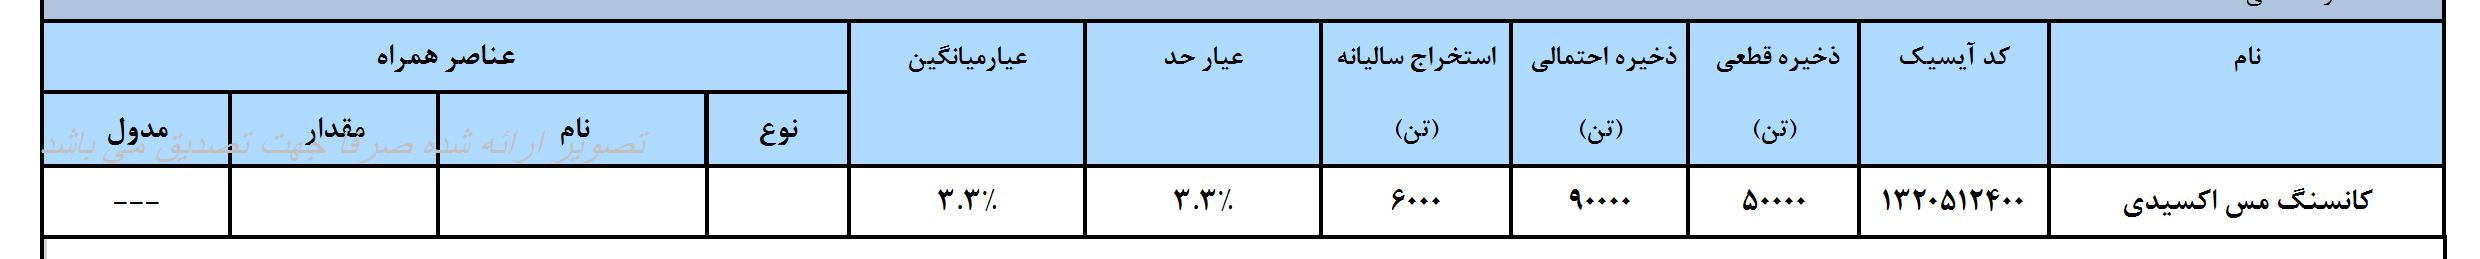 نام
کد آیسیک
ذخیره قطعی
(تن)
ذخیره احتمالی
(تن)
استخراج سالیانه
(تن)
عیار حد
عیارمیانگین
عناصر همراه
نوع
نام
مقدار
مدول
تصویر ارائه شده صرفا جهت تصدیق می باشد
کانسنگ مس اکسیدی
۱۳۲۰۵۱۲۴۰۰
۵۰۰۰۰
۹۰۰۰۰
۶۰۰۰
۳.۳%
۳.۳%
---